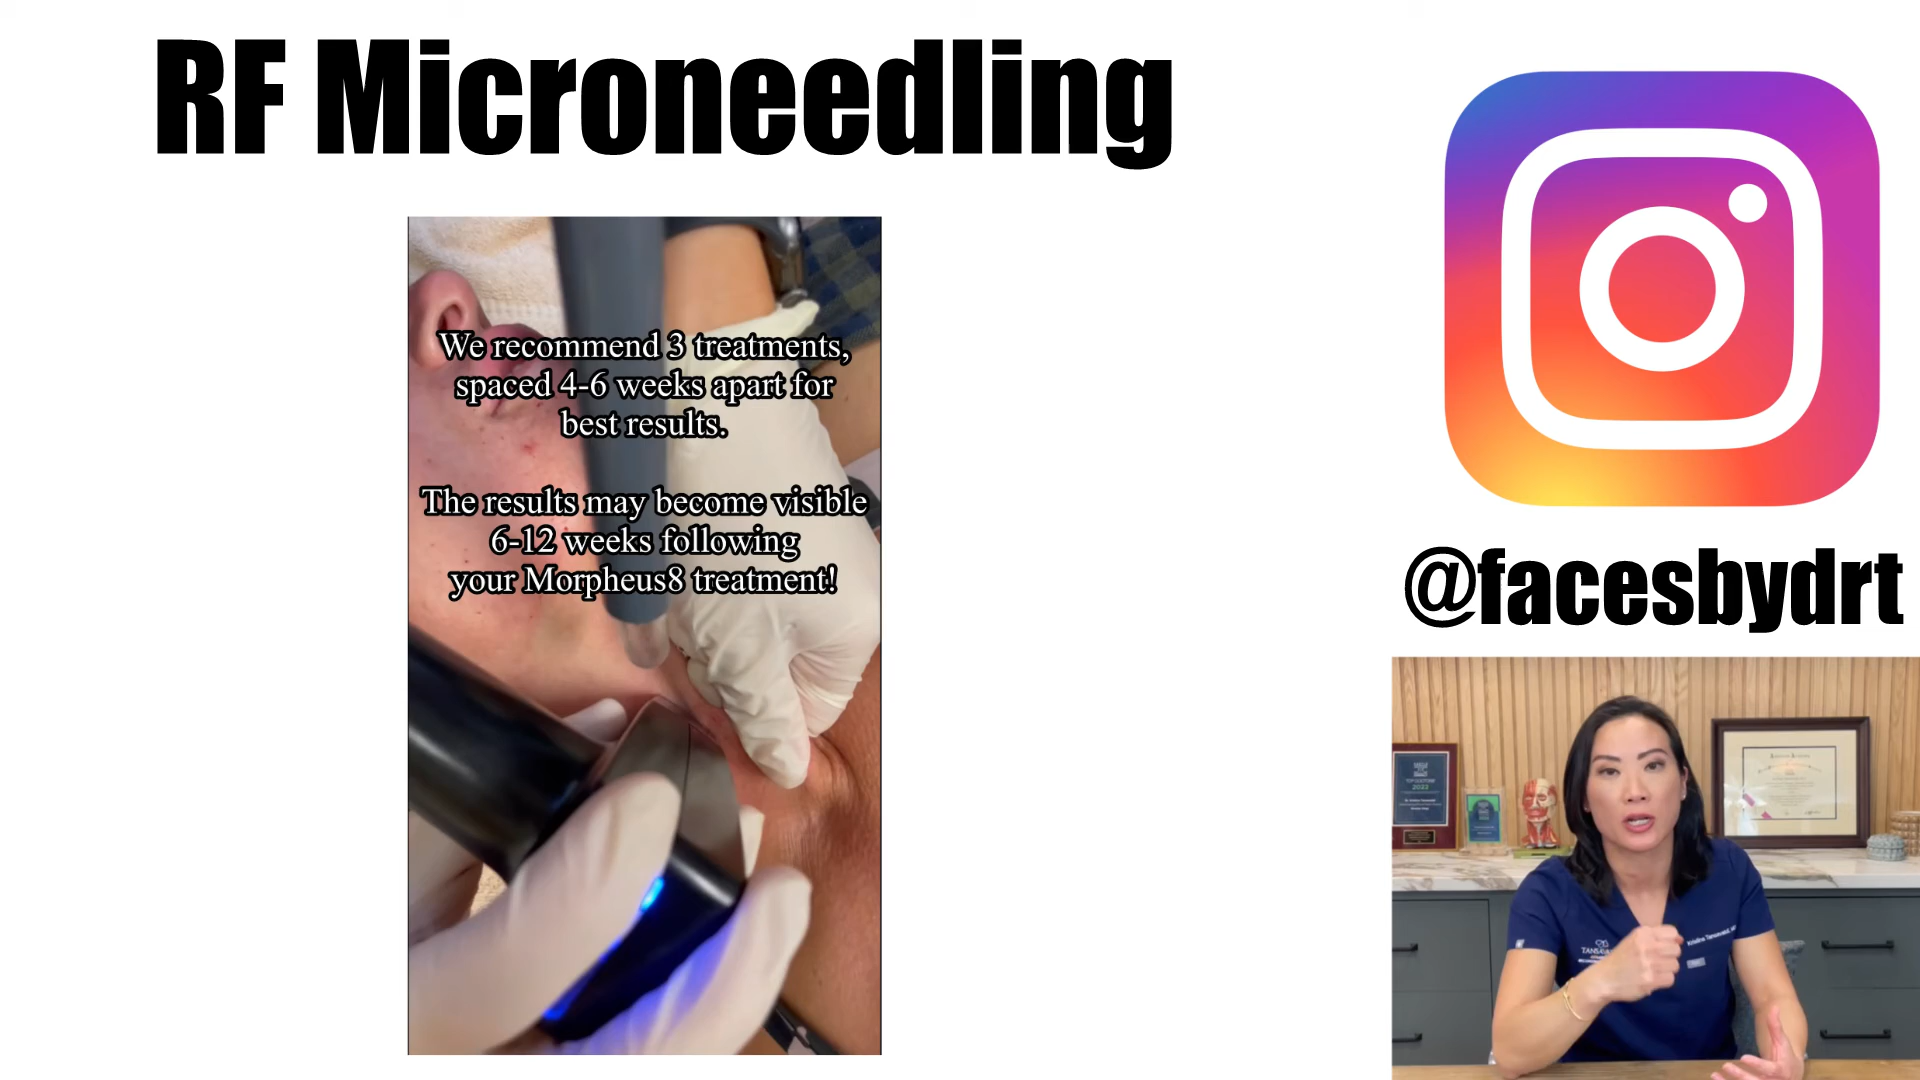 RF Microneedling
We recommend 3 treatments,
spaced 4-6 weeks apart for
best results.
The results may become visible
6-12 weeks following
your Morpheus8 treatment!
@facesbydrt
2022